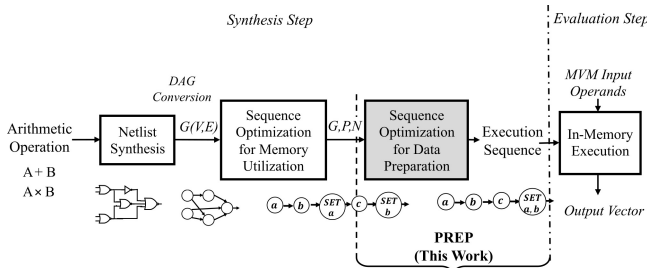 Synthesis Step
Evaluation Step
DAG
Conversion
MVM Input
Operands
Arithmetic
Operation
A + B
A × B
Netlist
Synthesis
G(V,E)
Sequence
Optimization
for Memory
Utilization
G,P,N
Sequence
Optimization
for Data
Preparation
Execution
Sequence
In-Memory
Execution
a
b
SET
a
c
SET
b
a
b
c
SET
a, b
Output Vector
PREP
(This Work)